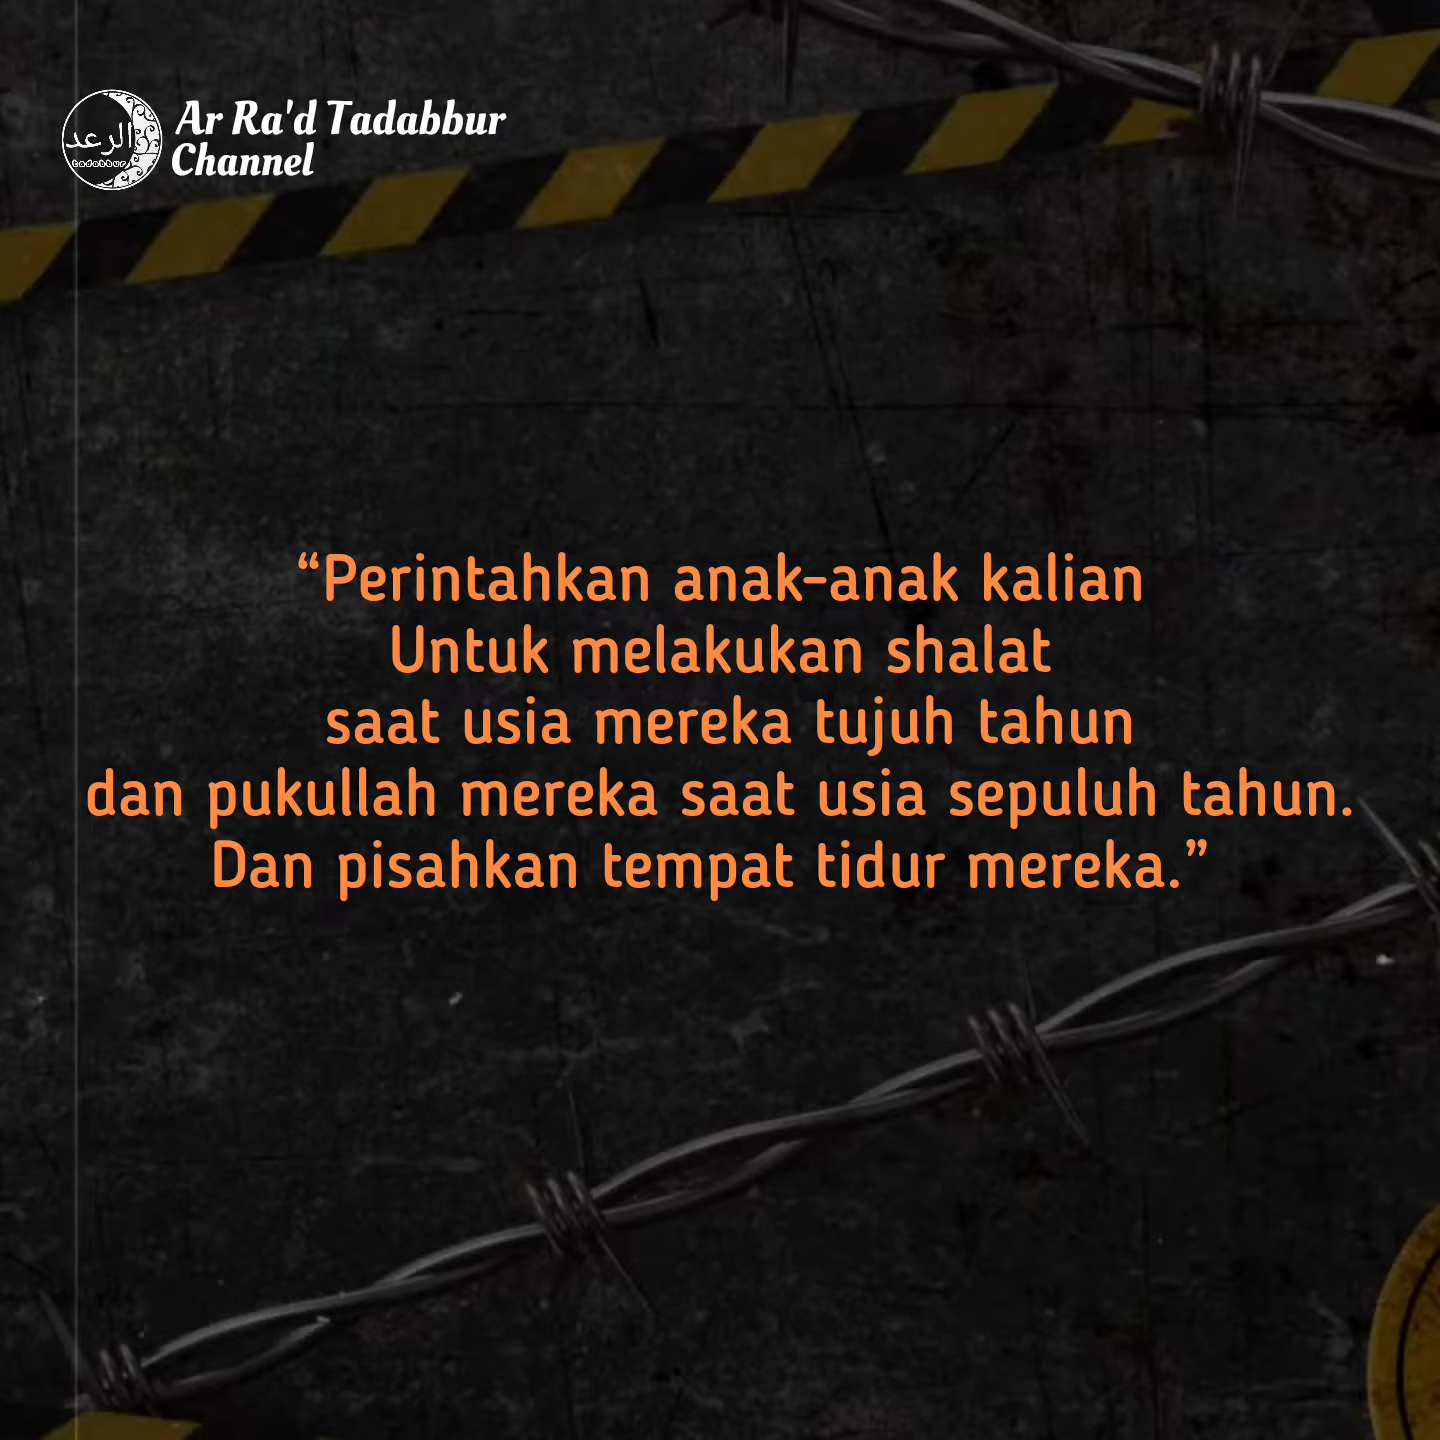 الرعد
tadabbur
Ar Ra'd Tadabbur
Channel
“Perintahkan anak-anak kalian
Untuk melakukan shalat
saat usia mereka tujuh tahun
dan pukullah mereka saat usia sepuluh tahun.
Dan pisahkan tempat tidur mereka.”